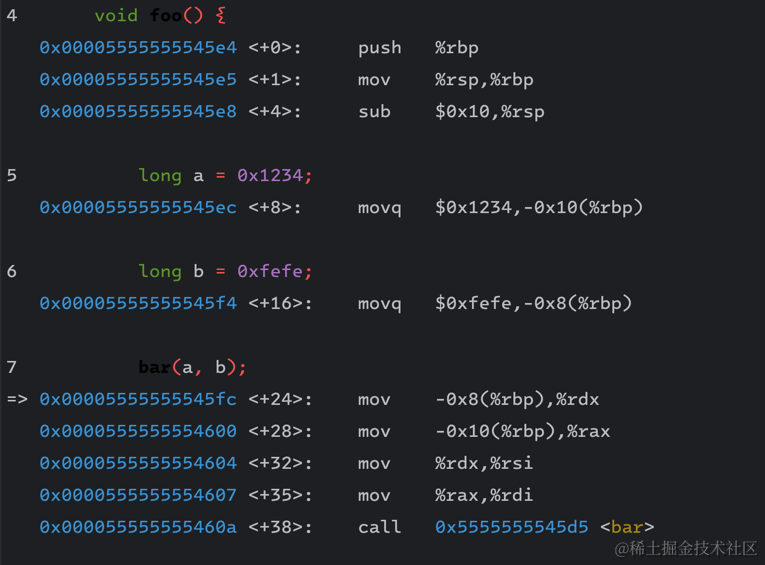 4 void foo() {
0x00005555555545e4 <+0>: push %rbp
0x00005555555545e5 <+1>: mov %rsp,%rbp
0x00005555555545e8 <+4>: sub $0x10,%rsp
5 long a = 0x1234;
0x00005555555545ec <+8>: movq $0x1234,-0x10(%rbp)
6 long b = 0xfefe;
0x00005555555545f4 <+16>: movq $0xfefe,-0x8(%rbp)
7 bar(a, b);
=> 0x00005555555545fc <+24>: mov -0x8(%rbp),%rdx
0x0000555555554600 <+28>: mov -0x10(%rbp),%rax
0x0000555555554604 <+32>: mov %rdx,%rsi
0x0000555555554607 <+35>: mov %rax,%rdi
0x000055555555460a <+38>: call 0x5555555545d5 <bar>
@稀土掘金技术社区